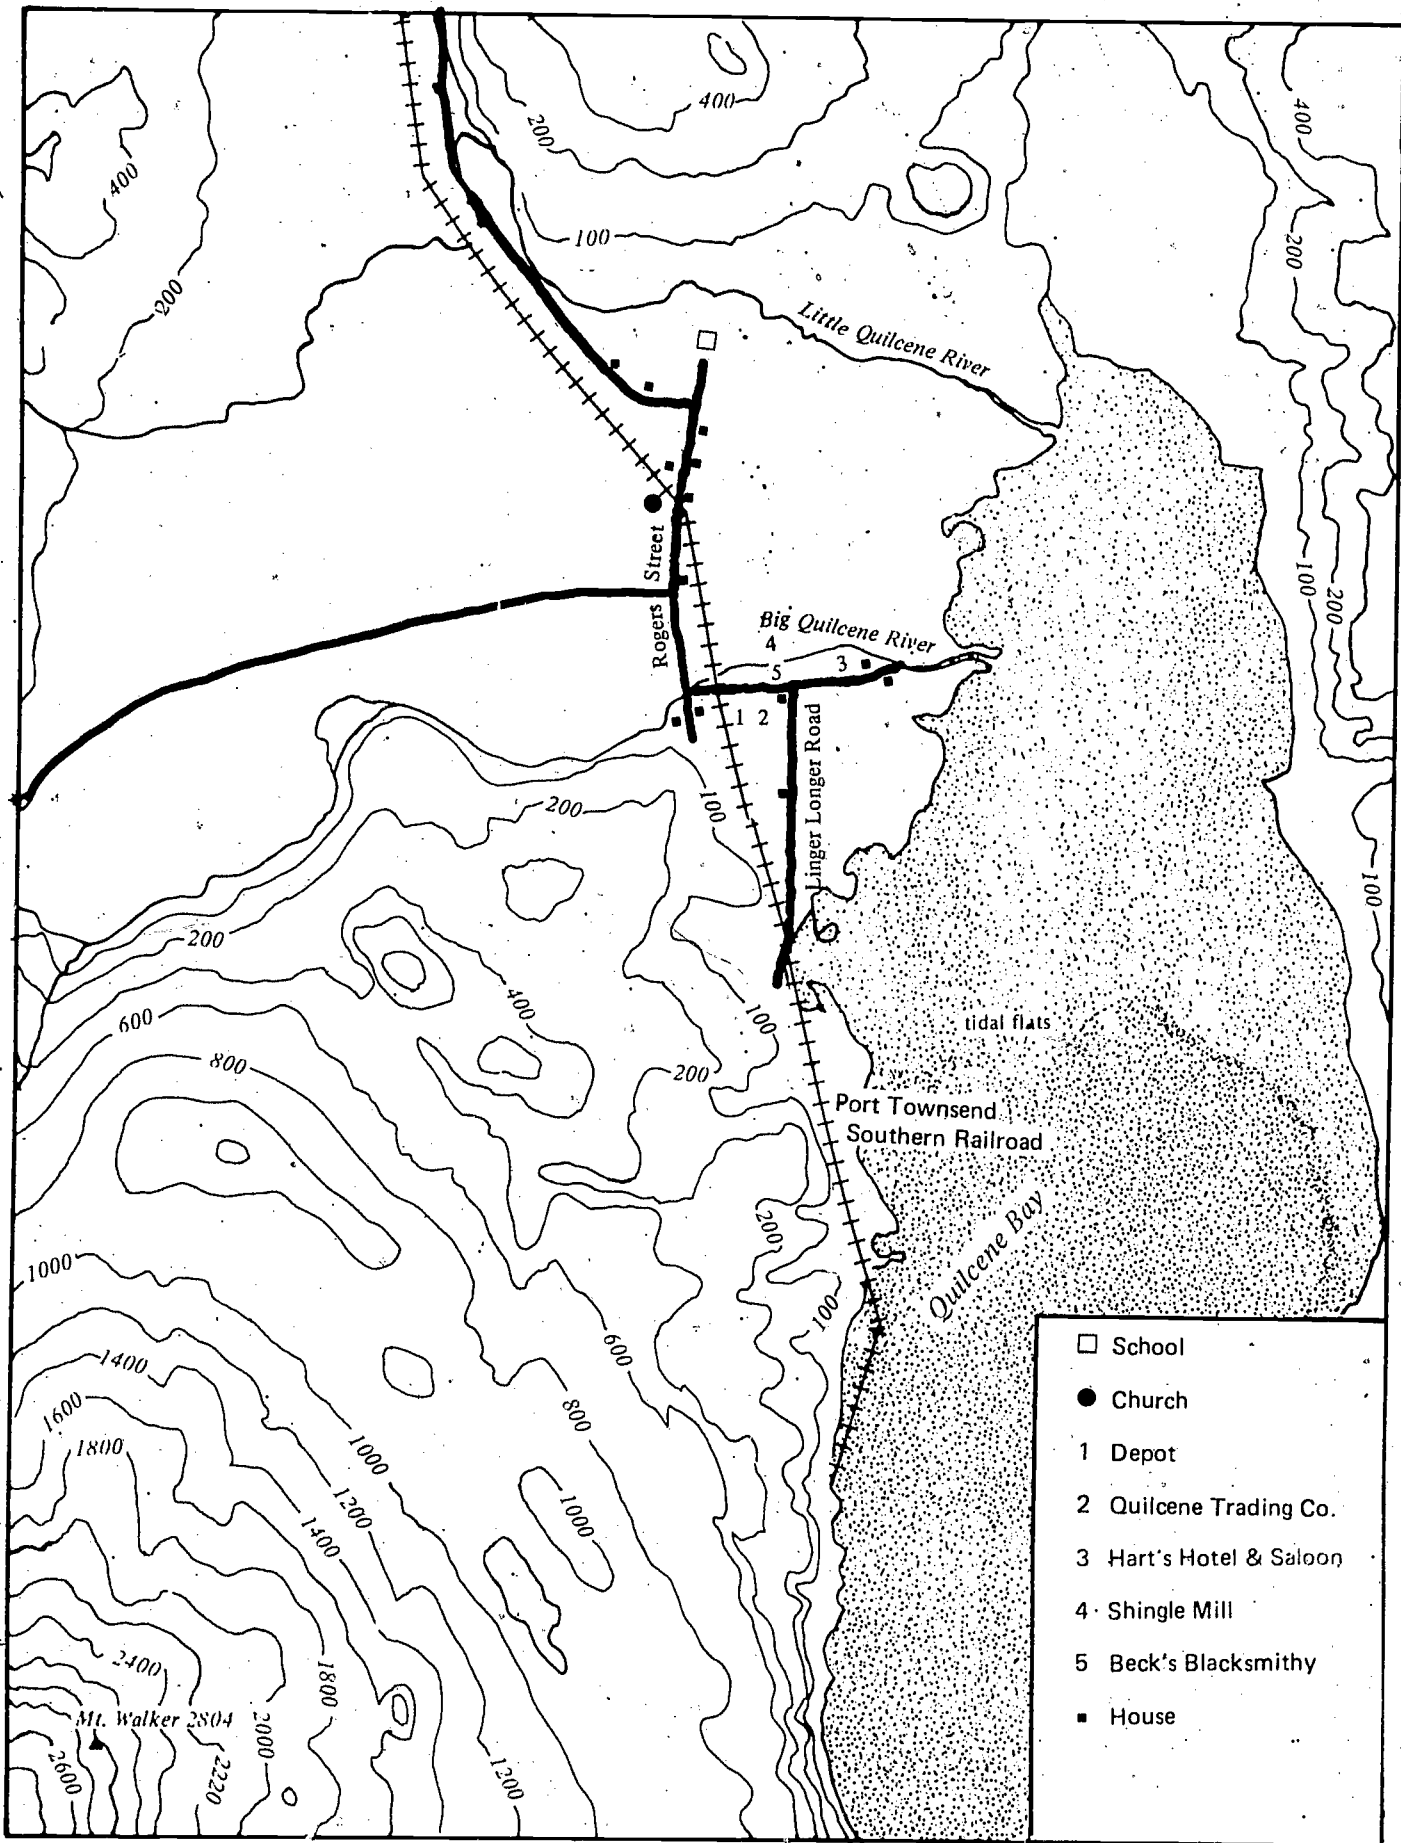 400
200
400
400
100
200
200
Little Quilcene River
Street
Rogers
Big Quilcene River
4
5
3
1 2
Linger Longer Road
100
200
100
200
100
200
400
600
800
100
200
tidal flats
Port Townsend
Southern Railroad
200
Quilcene Bay
100
1000
600
1400
1600
1800
800
1000
1200
1400
1000
2400
Mt. Walker 2804
1800
2000
2220
2600
1200
School
Church
1 Depot
2 Quilcene Trading Co.
3 Hart's Hotel & Saloon
4 Shingle Mill
5 Beck's Blacksmithy
House